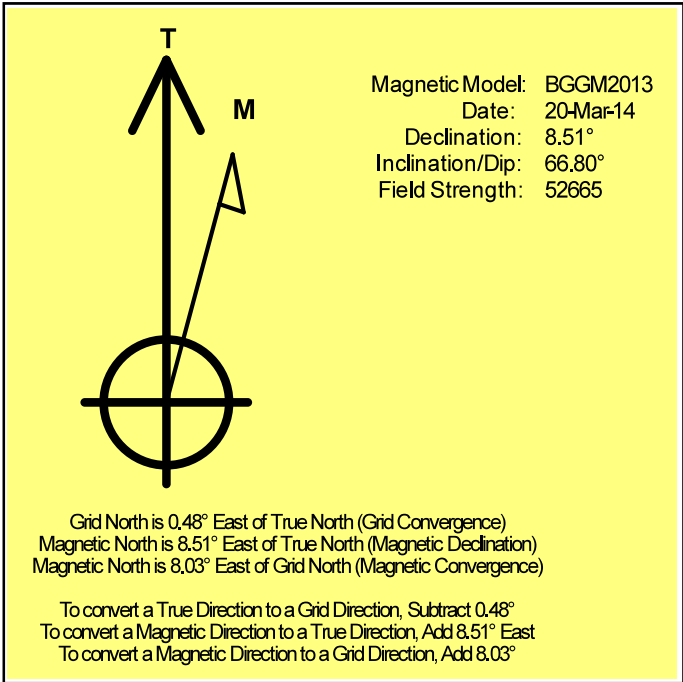 T
M
Magnetic Model: BGGM2013
Date: 20-Mar-14
Declination: 8.51°
Inclination/Dip: 66.80°
Field Strength: 52665
Grid North is 0.48° East of True North (Grid Convergence)
Magnetic North is 8.51° East of True North (Magnetic Declination)
Magnetic North is 8.03° East of Grid North (Magnetic Convergence)
To convert a True Direction to a Grid Direction, Subtract 0.48°
To convert a Magnetic Direction to a True Direction, Add 8.51° East
To convert a Magnetic Direction to a Grid Direction, Add 8.03°